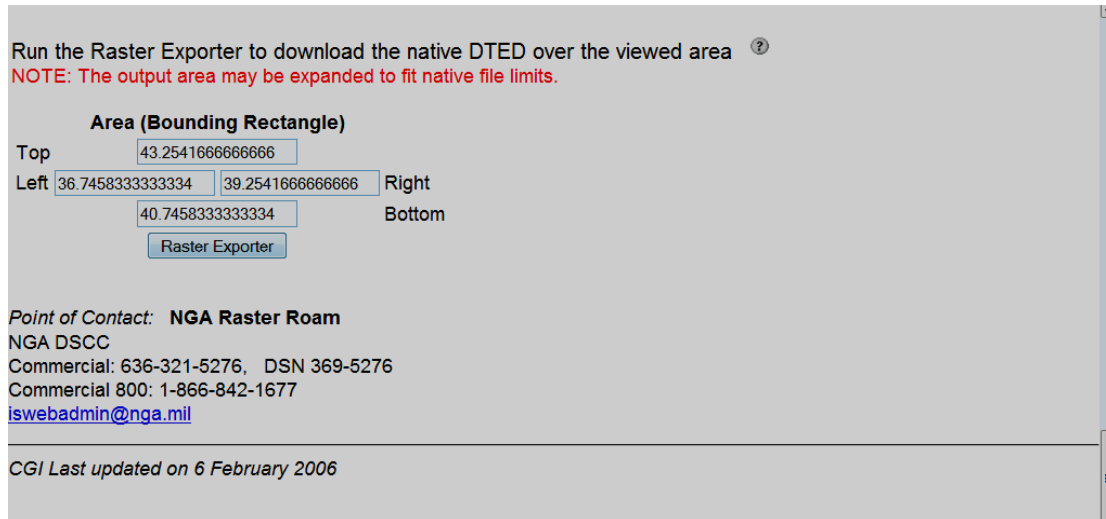 Run the Raster Exporter to download the native DTED over the viewed area ?
NOTE: The output area may be expanded to fit native file limits.
Area (Bounding Rectangle)
Top 43.2541666666666
Left 36.7458333333334 39.2541666666666 Right
40.7458333333334 Bottom
Raster Exporter
Point of Contact: NGA Raster Roam
NGA DSCC
Commercial: 636-321-5276, DSN 369-5276
Commercial 800: 1-866-842-1677
iswebadmin@nga.mil
CGI Last updated on 6 February 2006